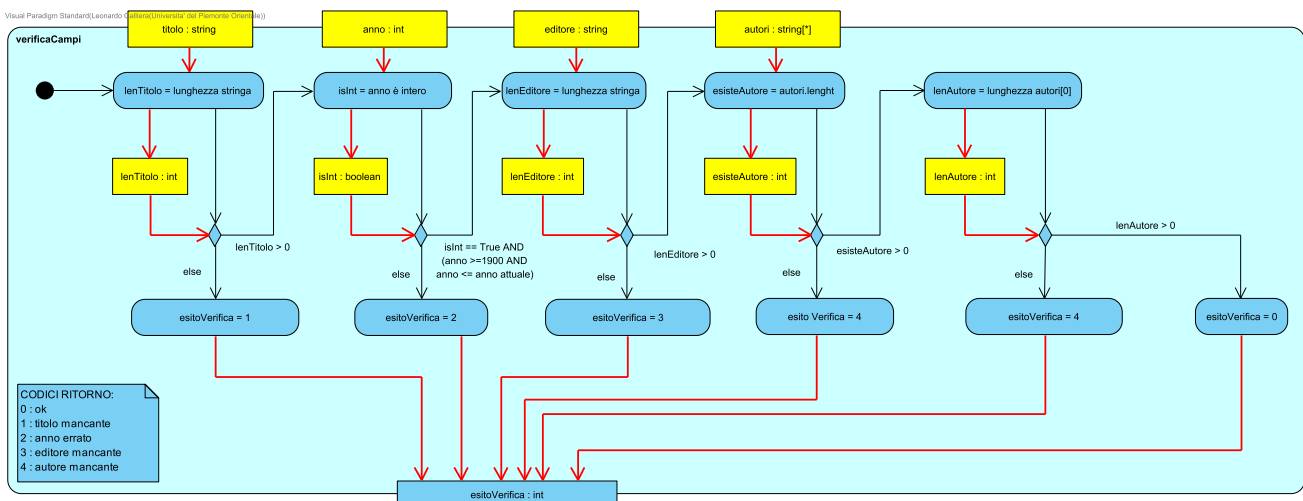 Visual Paradigm Standard(Leonardo Galliera(Universita' del Piemonte Orientale))
titolo : string
anno : int
editore : string
autori : string[*]
verificaCampi
lenTitolo = lunghezza stringa
isInt = anno è intero
lenEditore = lunghezza stringa
esisteAutore = autori.lenght
lenAutore = lunghezza autori[0]
lenTitolo : int
isInt : boolean
lenEditore : int
esisteAutore : int
lenAutore : int
lenTitolo > 0
isInt == True AND
(anno >=1900 AND
anno <= anno attuale)
lenEditore > 0
esisteAutore > 0
lenAutore > 0
else
else
else
else
else
esitoVerifica = 1
esitoVerifica = 2
esitoVerifica = 3
esito Verifica = 4
esitoVerifica = 4
esitoVerifica = 0
CODICI RITORNO:
0 : ok
1 : titolo mancante
2 : anno errato
3 : editore mancante
4 : autore mancante
esitoVerifica : int